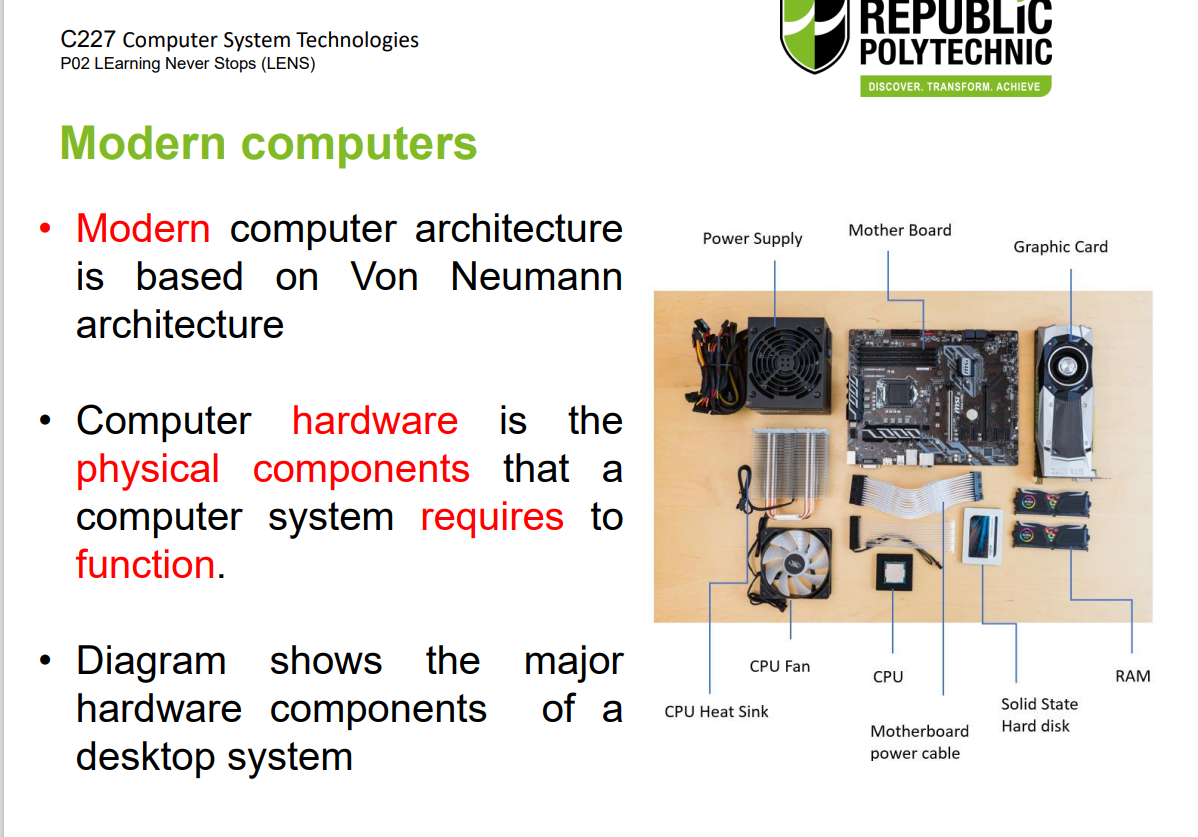 C227 Computer System Technologies
P02 LEarning Never Stops (LENS)
REPUBLIC
POLYTECHNIC
DISCOVER. TRANSFORM. ACHIEVE
Modern computers
• Modern computer architecture
is based on Von Neumann
architecture
• Computer hardware is the
physical components that a
computer system requires to
function.
• Diagram shows the major
hardware components of a
desktop system
Power Supply
Mother Board
Graphic Card
CPU Fan
CPU
RAM
CPU Heat Sink
Solid State
Hard disk
Motherboard
power cable
msi